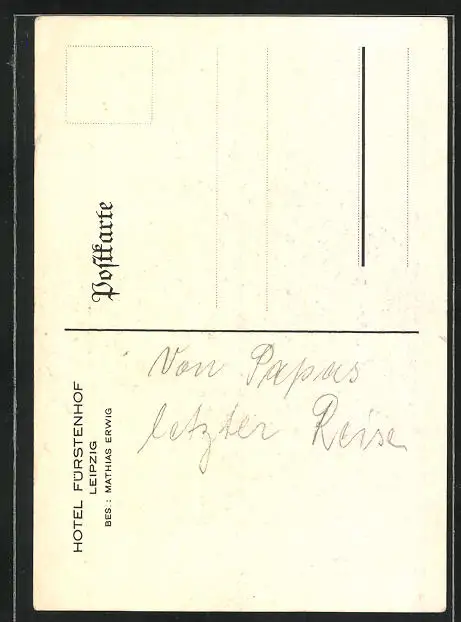 Postkarte
HOTEL FÜRSTENHOF
LEIPZIG
BES.: MATHIAS ERWIG
Von Papas
letzter Reise